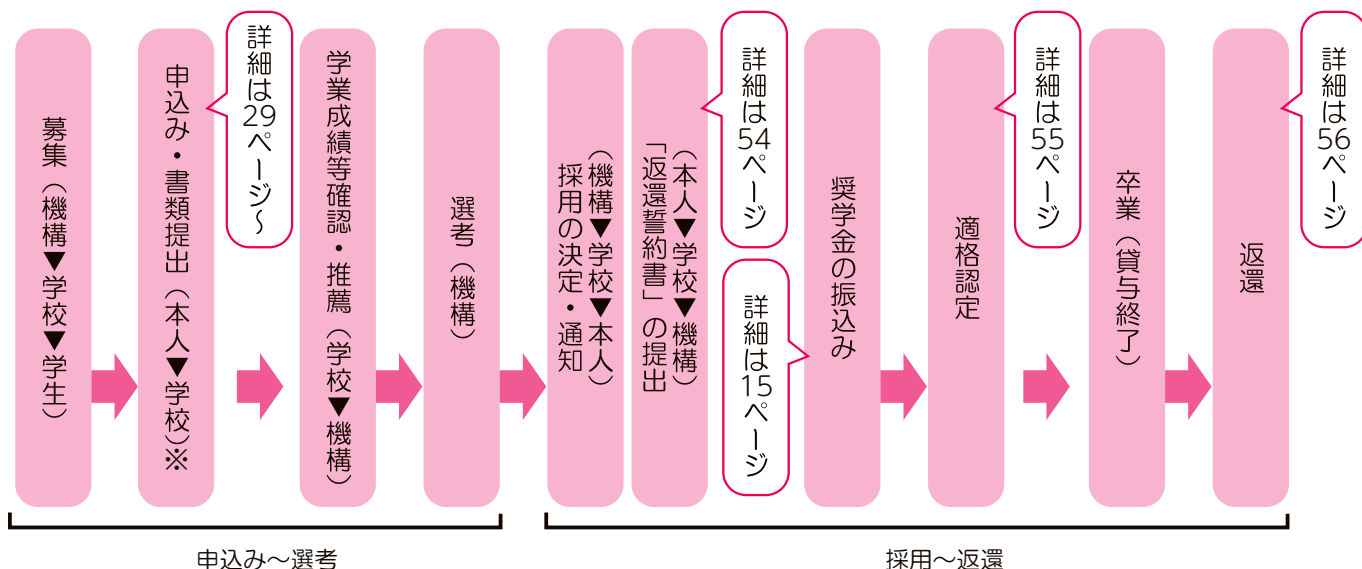 募集（機構▼学校▼学生）
申込み・書類提出（本人▼学校）※
詳細は29ページ～
学業成績等確認・推薦（学校▼機構）
選考（機構）
採用の決定・通知
（機構▼学校▼本人）
「返還誓約書」の提出
（本人▼学校▼機構）
詳細は54ページ
詳細は15ページ
奨学金の振込み
適格認定
詳細は55ページ
卒業（貸与終了）
返還
詳細は56ページ
申込み～選考
採用～返還